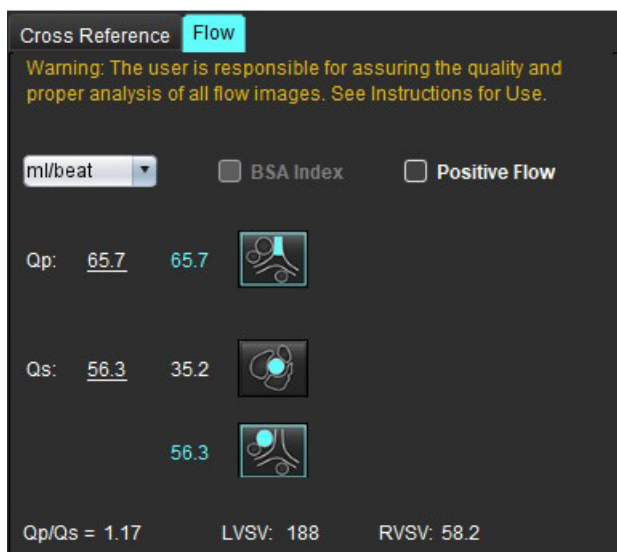 Cross Reference Flow
Warning: The user is responsible for assuring the quality and
proper analysis of all flow images. See Instructions for Use.
ml/beat BSA Index Positive Flow
Qp: 65.7 65.7
Qs: 56.3 35.2
56.3
Qp/Qs = 1.17 LVSV: 188 RVSV: 58.2